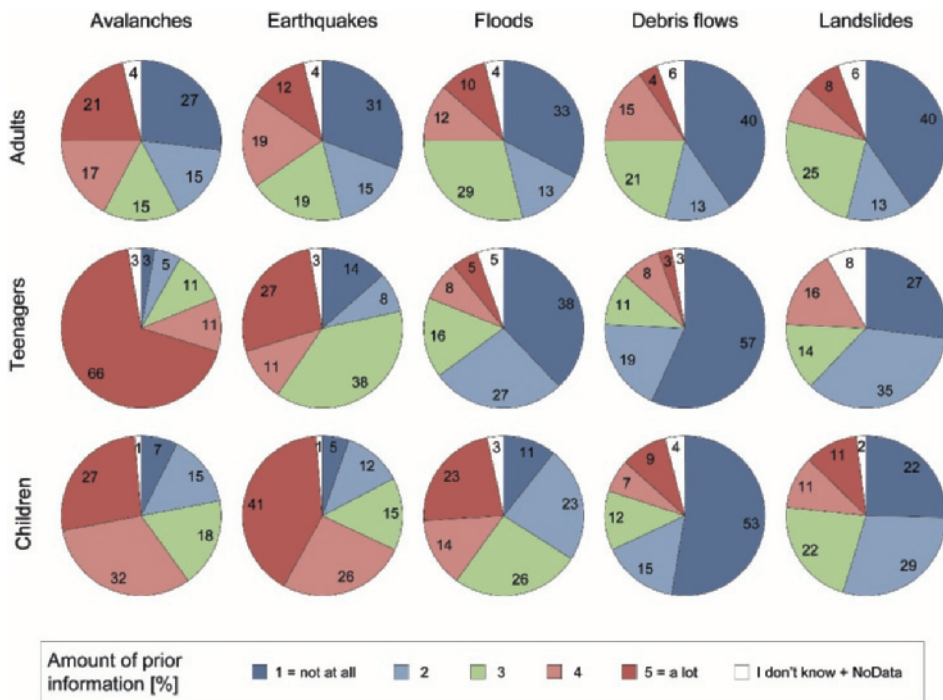 Avalanches Earthquakes Floods Debris flows Landslides
Adults
4 27 15 15 17 21
4 31 15 19 19 12
4 33 13 29 12 10
6 40 13 21 15 4
6 40 13 25 8
Teenagers
3 3 5 11 11 66
3 14 8 38 11 27
5 38 27 16 8 5
3 57 19 11 8 3
8 27 35 14 16
Children
1 7 15 18 32 27
1 5 12 15 26 41
3 11 23 26 14 23
4 53 15 12 7 9
2 22 29 22 11 11
Amount of prior
information [%]
1 = not at all 2 3 4 5 = a lot I don't know + NoData